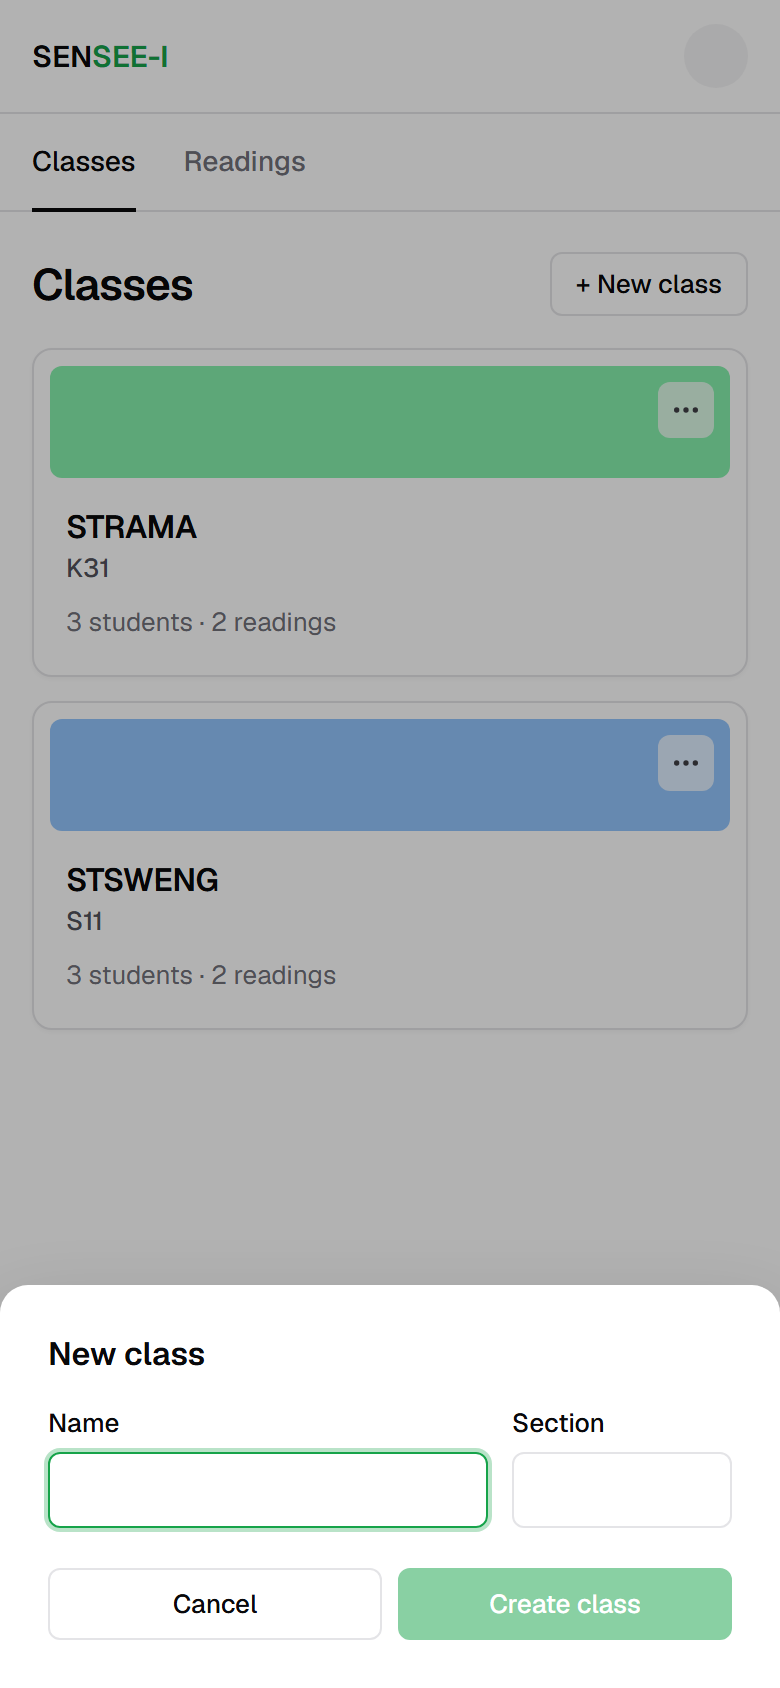 SENSEE-I
Classes Readings
Classes
+ New class
STRAMA
K31
3 students · 2 readings
STSWENG
S11
3 students · 2 readings
New class
Name Section
Cancel Create class